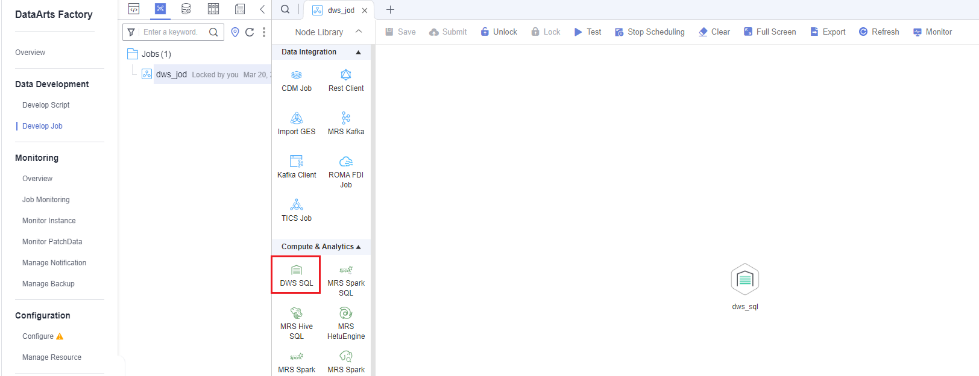 DataArts Factory
Overview
Data Development
Develop Script
Develop Job
Monitoring
Overview
Job Monitoring
Monitor Instance
Monitor PatchData
Manage Notification
Manage Backup
Configuration
Configure
Manage Resource
Enter a keyword.
Jobs (1)
dws_jod Locked by you Mar 20, 2
dws_jod
Node Library
Save Submit Unlock Lock Test Stop Scheduling Clear Full Screen Export Refresh Monitor
Data Integration
CDM Job Rest Client
Import GES MRS Kafka
Kafka Client ROMA FDI
Job
TICS Job
Compute & Analytics
DWS SQL MRS Spark
SQL
MRS Hive MRS
SQL HetuEngine
MRS Spark MRS Spark
dws_sql